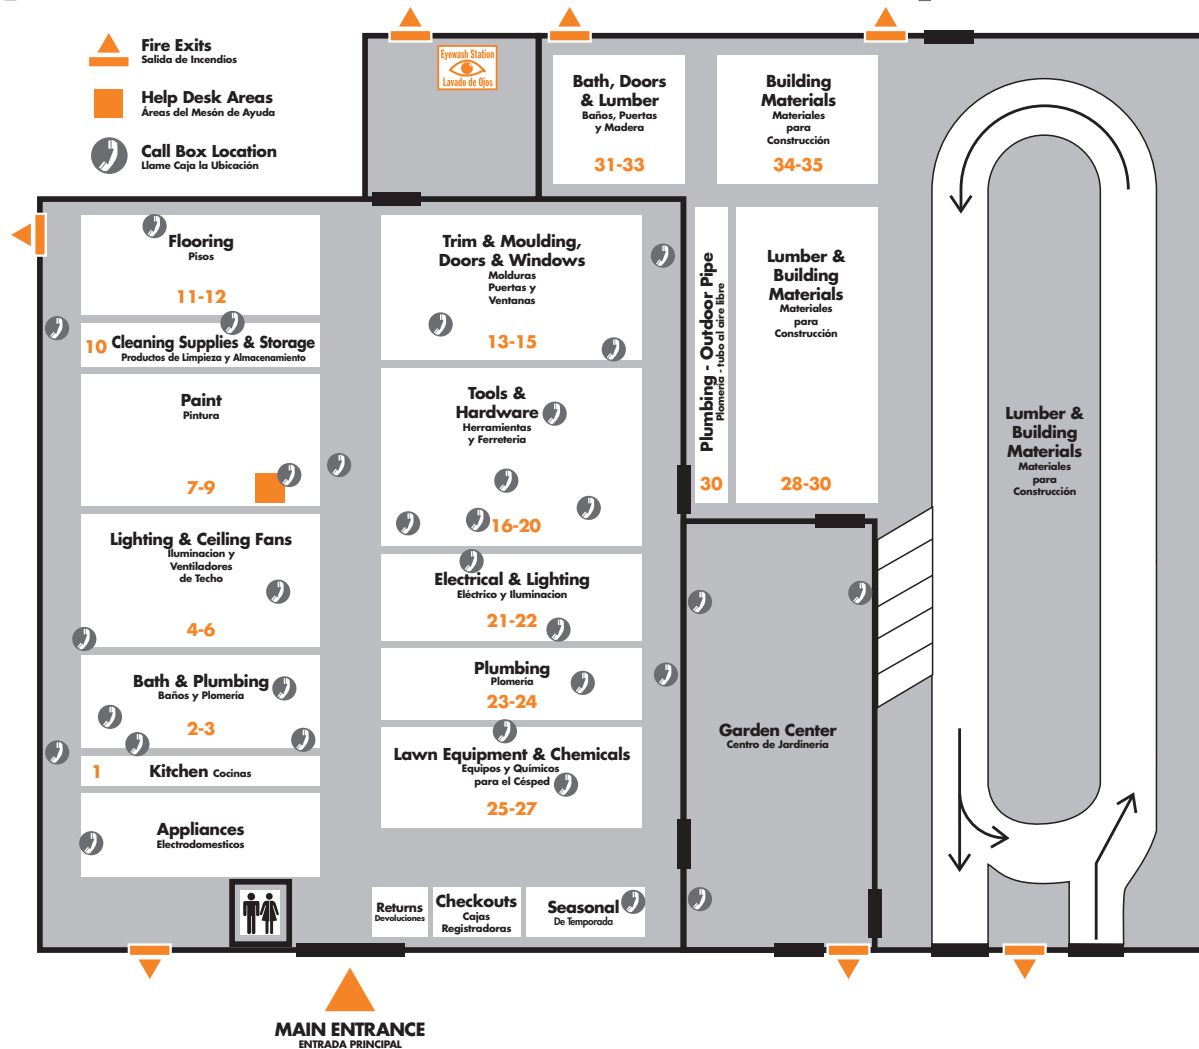 Fire Exits
Salida de Incendios
Help Desk Areas
Áreas del Mesón de Ayuda
Call Box Location
Llame Caja la Ubicación
Eyewash Station
Lavado de Ojos
Bath, Doors
& Lumber
Baños, Puertas
y Madera
31-33
Building
Materials
Materiales
para
Construcción
34-35
Flooring
Pisos
11-12
10 Cleaning Supplies & Storage
Productos de Limpieza y Almacenamiento
Paint
Pintura
7-9
Lighting & Ceiling Fans
Iluminacion y
Ventiladores
de Techo
4-6
Bath & Plumbing
Baños y Plomería
2-3
1 Kitchen Cocinas
Appliances
Electrodomesticos
Trim & Moulding,
Doors & Windows
Molduras
Puertas y
Ventanas
13-15
Tools &
Hardware
Herramientas
y Ferreteria
16-20
Electrical & Lighting
Eléctrico y Iluminacion
21-22
Plumbing
Plomería
23-24
Lawn Equipment & Chemicals
Equipos y Químicos
para el Césped
25-27
Returns
Devoluciones
Checkouts
Cajas
Registradoras
Seasonal
De Temporada
Plumbing - Outdoor Pipe
Plomería - tubo al aire libre
30
Lumber &
Building
Materials
Materiales
para
Construcción
28-30
Garden Center
Centro de Jardinería
Lumber &
Building
Materials
Materiales
para
Construcción
MAIN ENTRANCE
ENTRADA PRINCIPAL